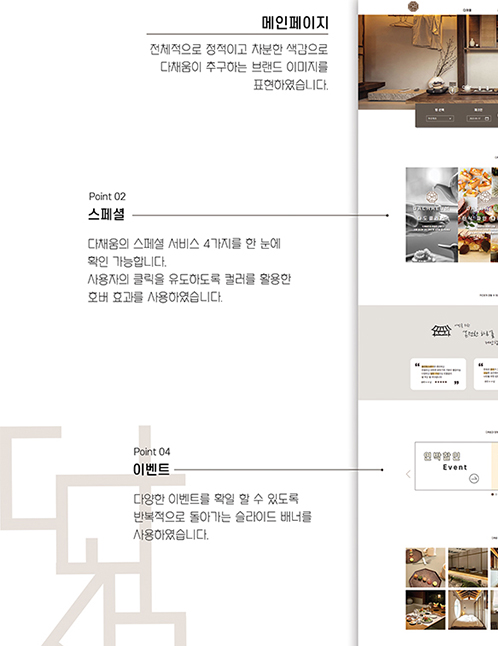 메인페이지
전체적으로 정적이고 차분한 색감으로
다채움이 추구하는 브랜드 이미지를
표현하였습니다.
Point 02
스페셜
다채움의 스페셜 서비스 4가지를 한 눈에
확인 가능합니다.
사용자의 클릭을 유도하도록 컬러를 활용한
호버 효과를 사용하였습니다.
Point 04
이벤트
다양한 이벤트를 확일 할 수 있도록
반복적으로 돌아가는 슬라이드 배너를
사용하였습니다.
Event